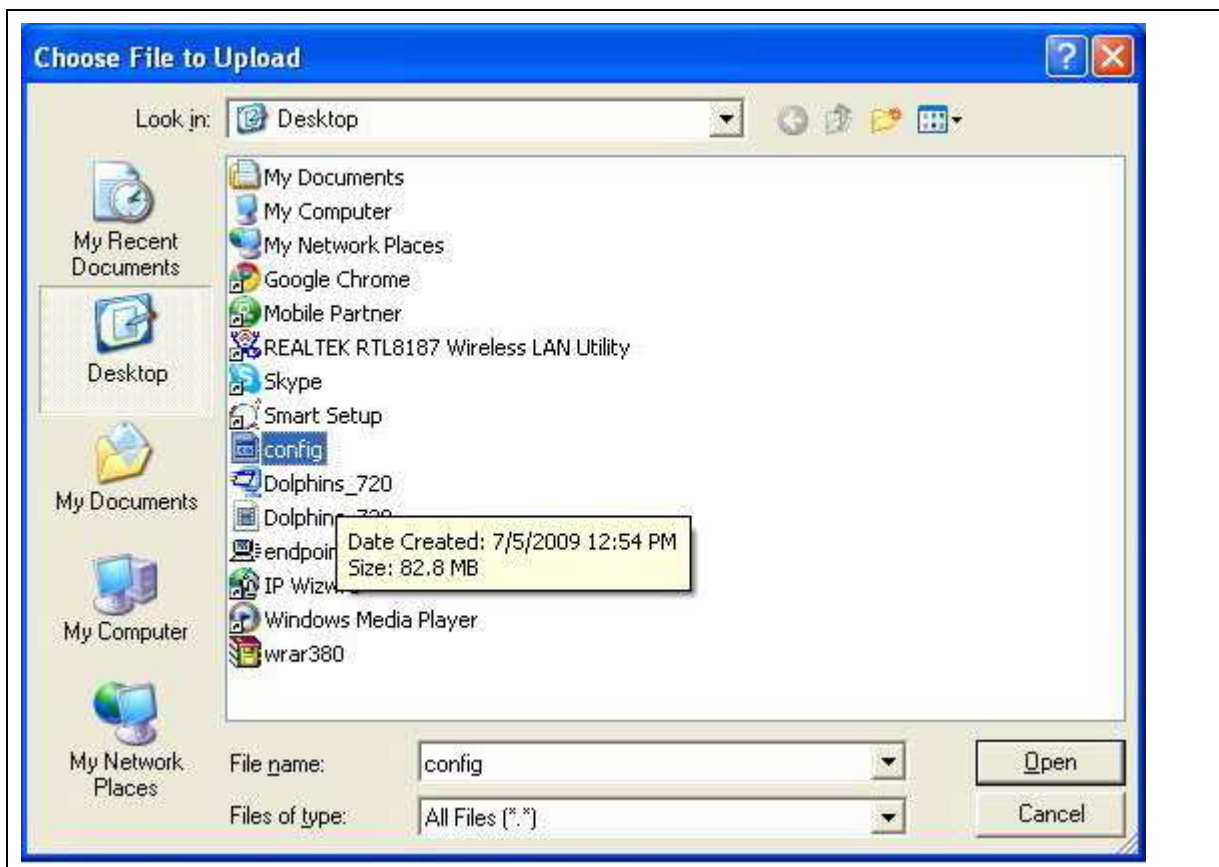 Choose File to Upload
Look in:
Desktop
My Recent
Documents
Desktop
My Documents
My Computer
My Network
Places
My Documents
My Computer
My Network Places
Google Chrome
Mobile Partner
REALTEK RTL8187 Wireless LAN Utility
Skype
Smart Setup
config
Dolphins_720
Date Created: 7/5/2009 12:54 PM
Size: 82.8 MB
IP
Windows Media Player
wrar380
File name:
config
Open
Files of type:
All Files (*.*)
Cancel